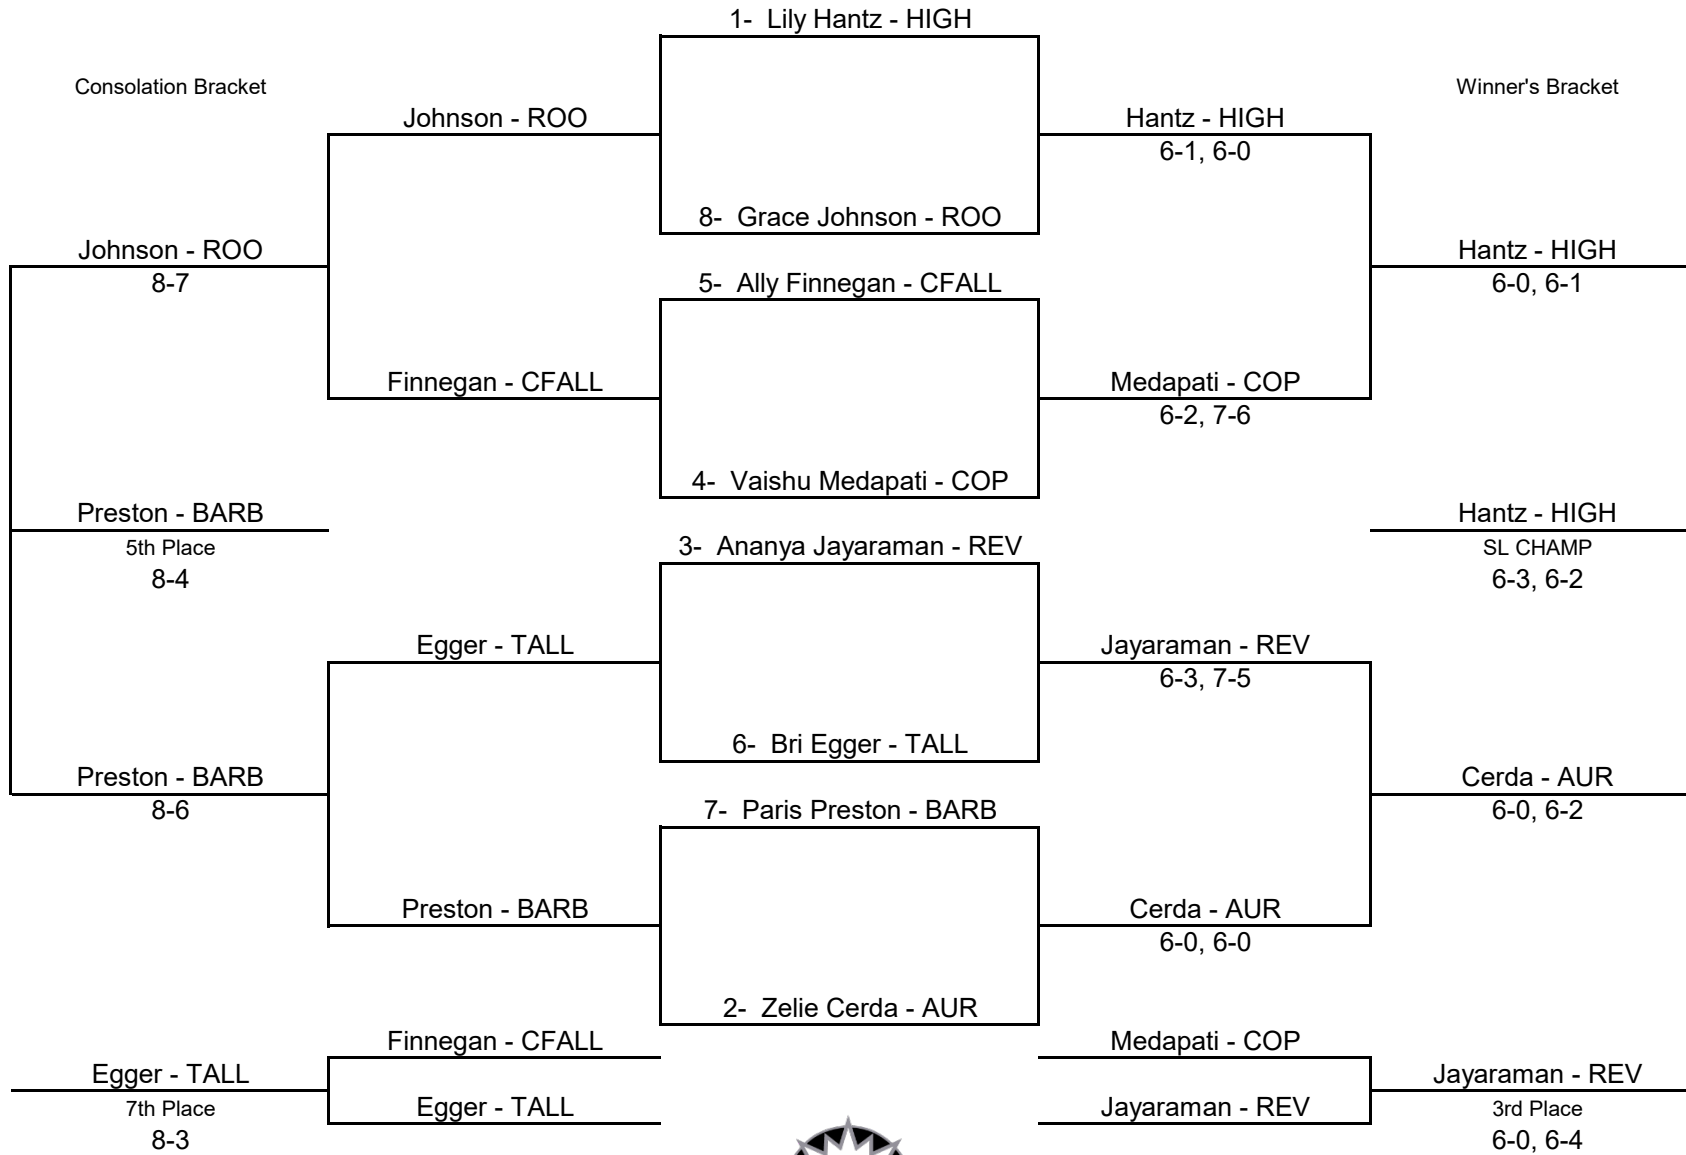 1-  Lily Hantz - HIGH
Consolation Bracket
Winner's Bracket
Johnson - ROO
Hantz - HIGH
6-1, 6-0
8-  Grace Johnson - ROO
Johnson - ROO
8-7
Hantz - HIGH
6-0, 6-1
5-  Ally Finnegan - CFALL
Finnegan - CFALL
Medapati - COP
6-2, 7-6
4-  Vaishu Medapati - COP
Preston - BARB
5th Place
8-4
Hantz - HIGH
SL CHAMP
6-3, 6-2
3-  Ananya Jayaraman - REV
Egger - TALL
Jayaraman - REV
6-3, 7-5
6-  Bri Egger - TALL
Preston - BARB
8-6
Cerda - AUR
6-0, 6-2
7-  Paris Preston - BARB
Preston - BARB
Cerda - AUR
6-0, 6-0
2-  Zelie Cerda - AUR
Finnegan - CFALL
Medapati - COP
Egger - TALL
7th Place
8-3
Jayaraman - REV
3rd Place
6-0, 6-4
Egger - TALL
Jayaraman - REV